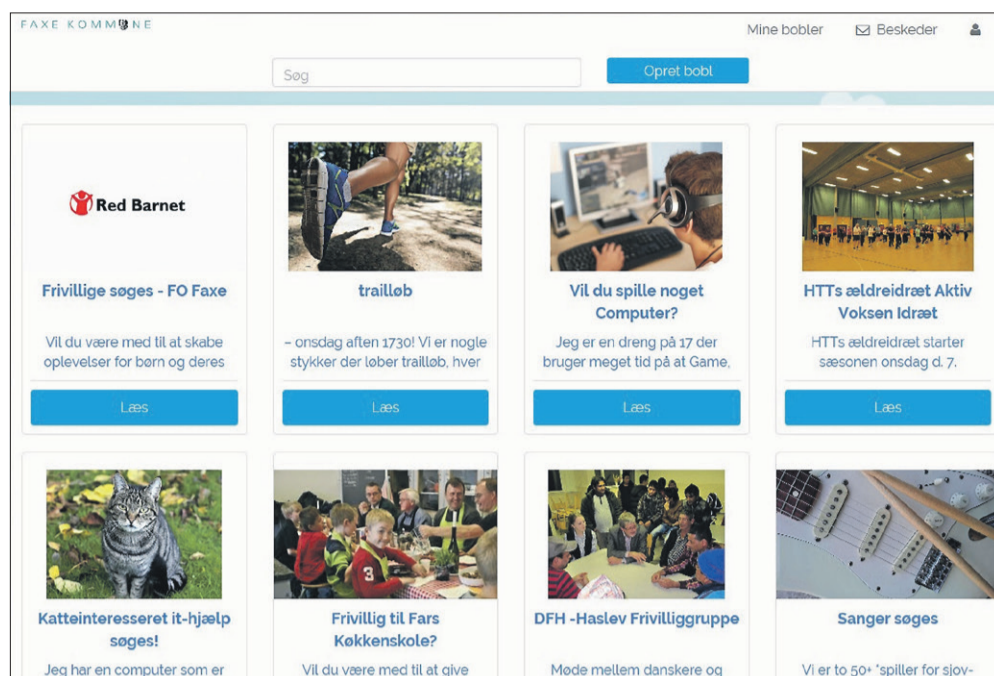 FAXE KOMMUNE
Mine bobler
Beskeder
Søg
Opret bobl
Red Barnet
Frivillige søges - FO Faxe
Vil du være med til at skabe
oplevelser for børn og deres
Læs
trailløb
– onsdag aften 1730! Vi er nogle
stykker der løber trailløb, hver
Læs
Vil du spille noget
Computer?
Jeg er en dreng på 17 der
bruger meget tid på at Game,
Læs
HTTs ældreidræt Aktiv
Voksen Idræt
HTTs ældreidræt starter
sæsonen onsdag d. 7.
Læs
Katteinteresseret it-hjælp
søges!
Jeg har en computer som er
3
Frivillig til Fars
Køkkenskole?
Vil du være med til at give
DFH -Haslev Frivilliggruppe
Møde mellem danskere og
Sanger søges
Vi er to 50+ "spiller for sjov-